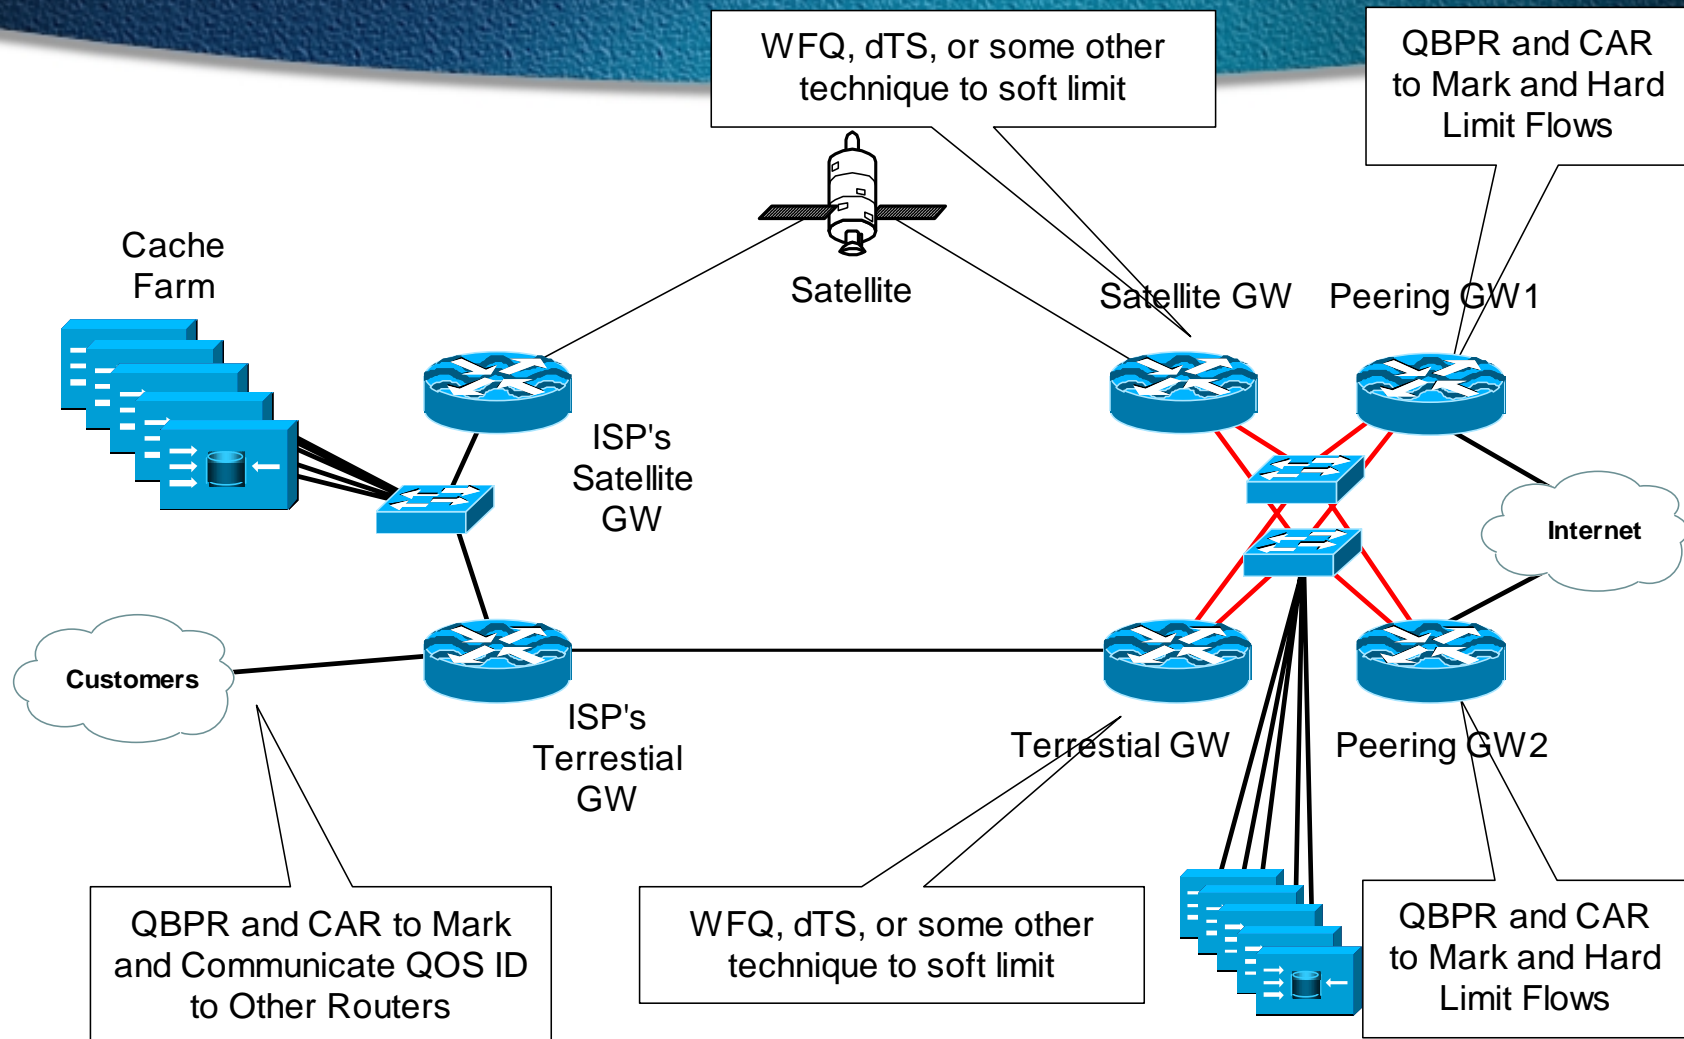 WFQ, dTS, or some other
technique to soft limit
QBPR and CAR
to Mark and Hard
Limit Flows
Cache
Farm
Satellite
Satellite GW
Peering GW1
ISP's
Satellite
GW
Internet
Customers
ISP's
Terrestial
GW
Terrestial GW
Peering GW2
QBPR and CAR to Mark
and Communicate QOS ID
to Other Routers
WFQ, dTS, or some other
technique to soft limit
QBPR and CAR
to Mark and Hard
Limit Flows